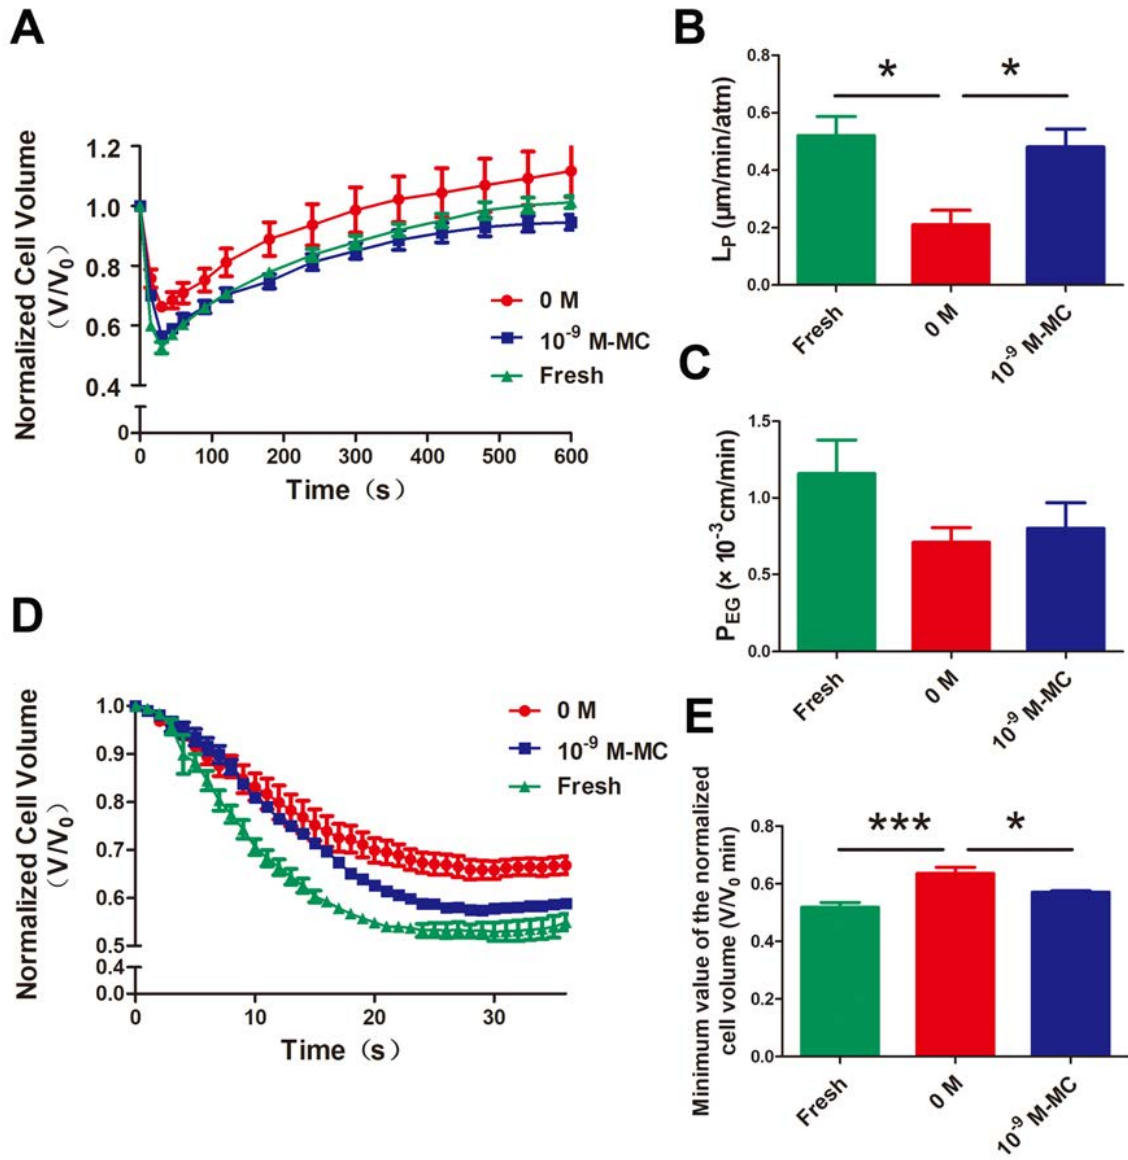 A
Normalized Cell Volume
(V/V0)
1.2
1.0
0.8
0.6
0.4
0
0 100 200 300 400 500 600
Time (s)
0 M
10-9 M-MC
Fresh
B
LP (μm/min/atm)
0.8
0.6
0.4
0.2
0.0
* *
Fresh 0 M 10-9 M-MC
C
PEG (× 10-3cm/min)
1.5
1.0
0.5
0.0
Fresh 0 M 10-9 M-MC
D
Normalized Cell Volume
(V/V0)
1.0
0.9
0.8
0.7
0.6
0.5
0.4
0.0
0 10 20 30
Time (s)
0 M
10-9 M-MC
Fresh
E
Minimum value of the normalized
cell volume (V/V0 min)
0.8
0.6
0.4
0.2
0.0
*** *
Fresh 0 M 10-9 M-MC